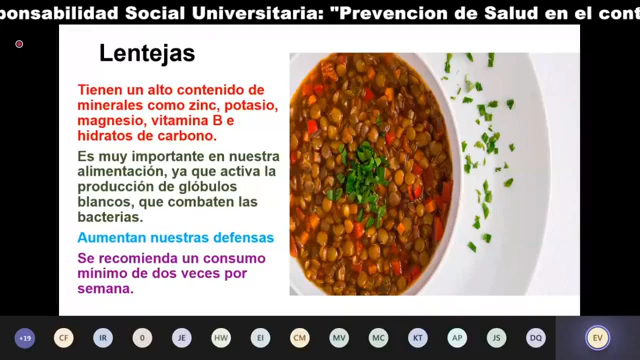 ponsabilidad Social Universitaria: "Prevencion de Salud en el cont
Lentejas
Tienen un alto contenido de
minerales como zinc, potasio,
magnesio, vitamina B e
hidratos de carbono.
Es muy importante en nuestra
alimentación, ya que activa la
producción de glóbulos
blancos, que combaten las
bacterias.
Aumentan nuestras defensas
Se recomienda un consumo
mínimo de dos veces por
semana.
+19 CF IR 0 JE HW EI CM MV MC KT AP JS DQ EV